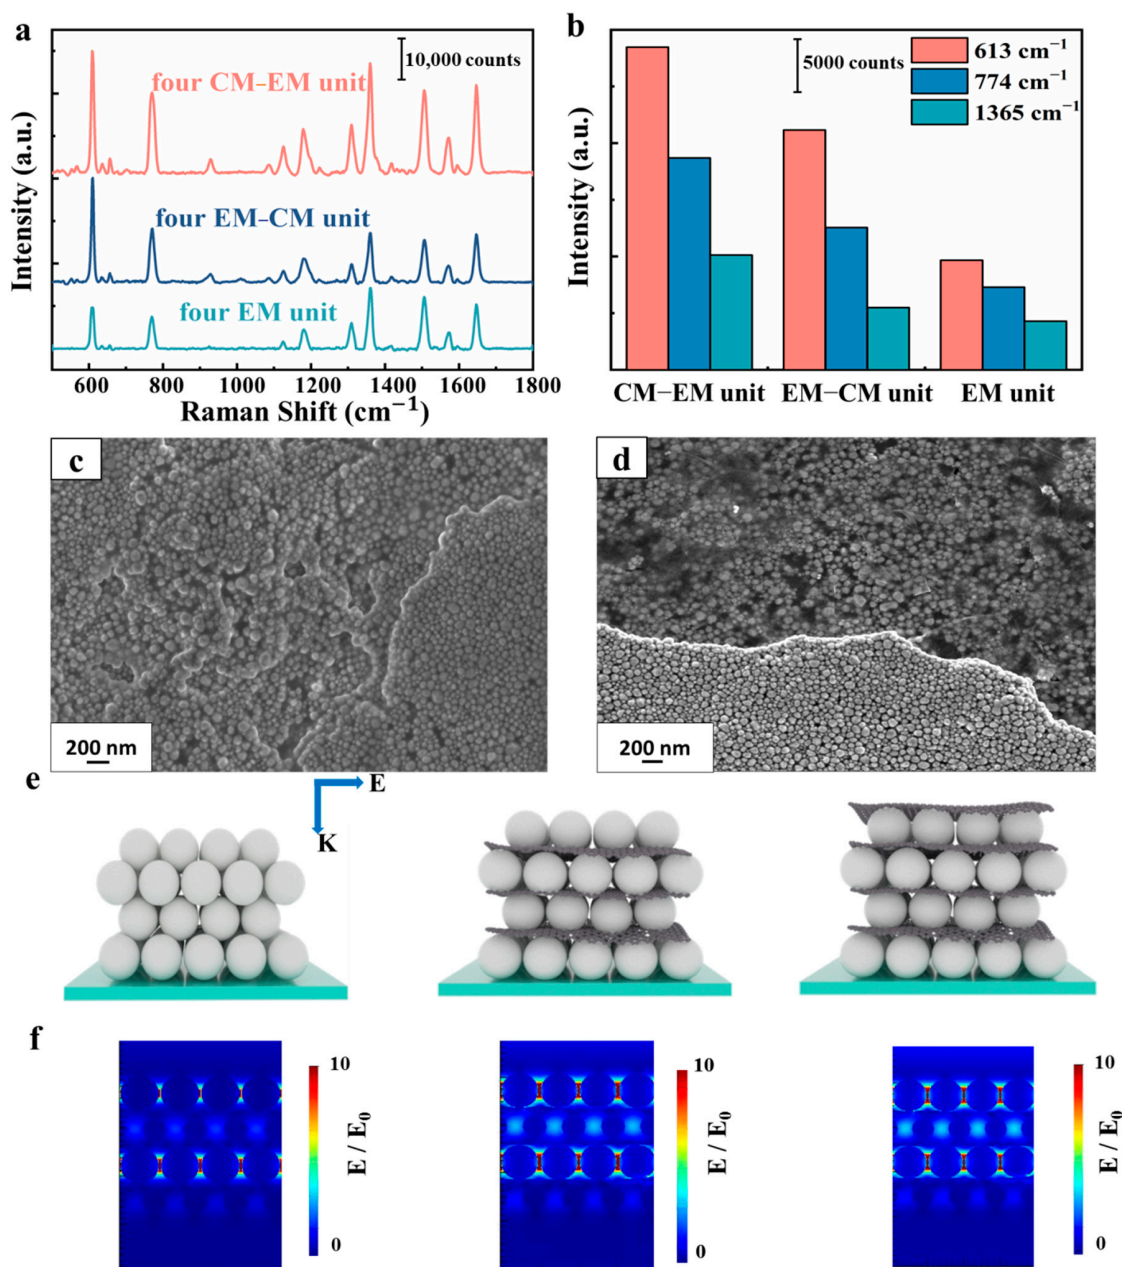 a
Intensity (a.u.)
10,000 counts
four CM–EM unit
four EM–CM unit
four EM unit
600 800 1000 1200 1400 1600 1800
Raman Shift (cm⁻¹)
b
Intensity (a.u.)
5000 counts
613 cm⁻¹
774 cm⁻¹
1365 cm⁻¹
CM–EM unit EM–CM unit EM unit
c
200 nm
d
200 nm
e
E
K
f
10
E / E₀
0
10
E / E₀
0
10
E / E₀
0